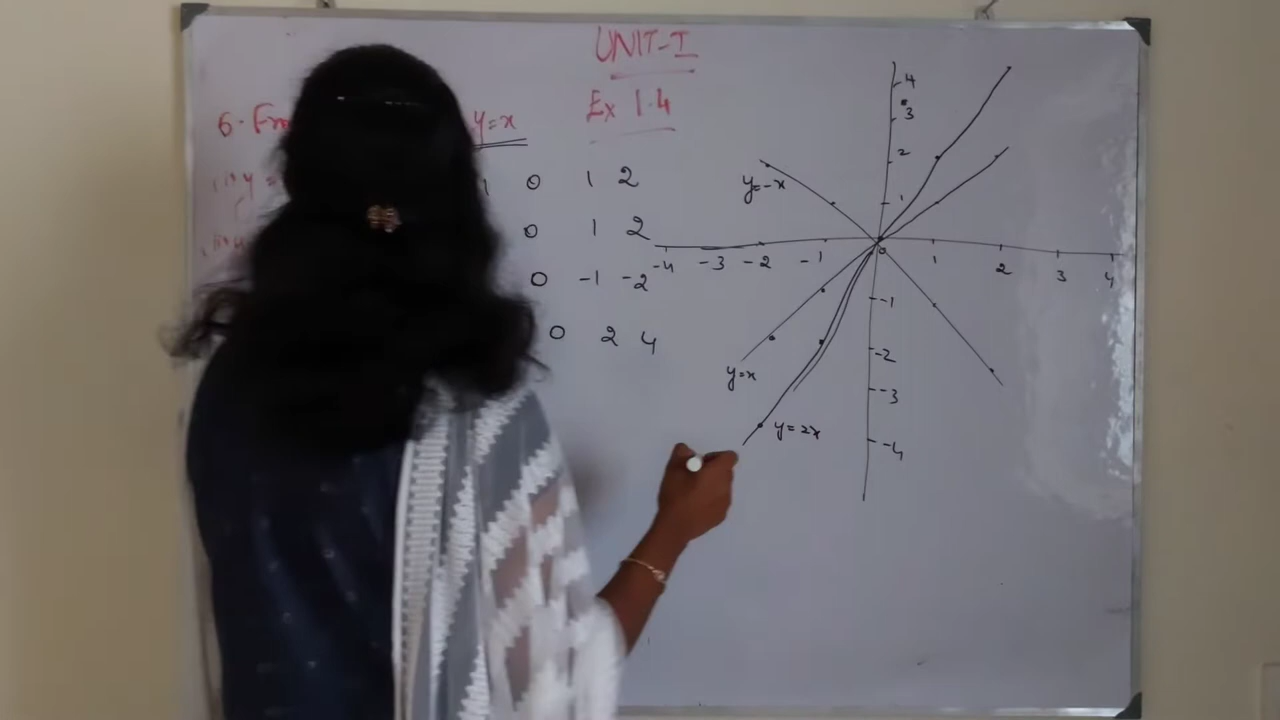 UNIT-I
Ex 1.4
6. y=x
y = 1 0 1 2
0 1 2
0 -1 -2
0 2 4
4
3
2
1
y=-x
-4 -3 -2 -1 0 1 2 3 4
-1
-2
-3
-4
y=x
y=2x